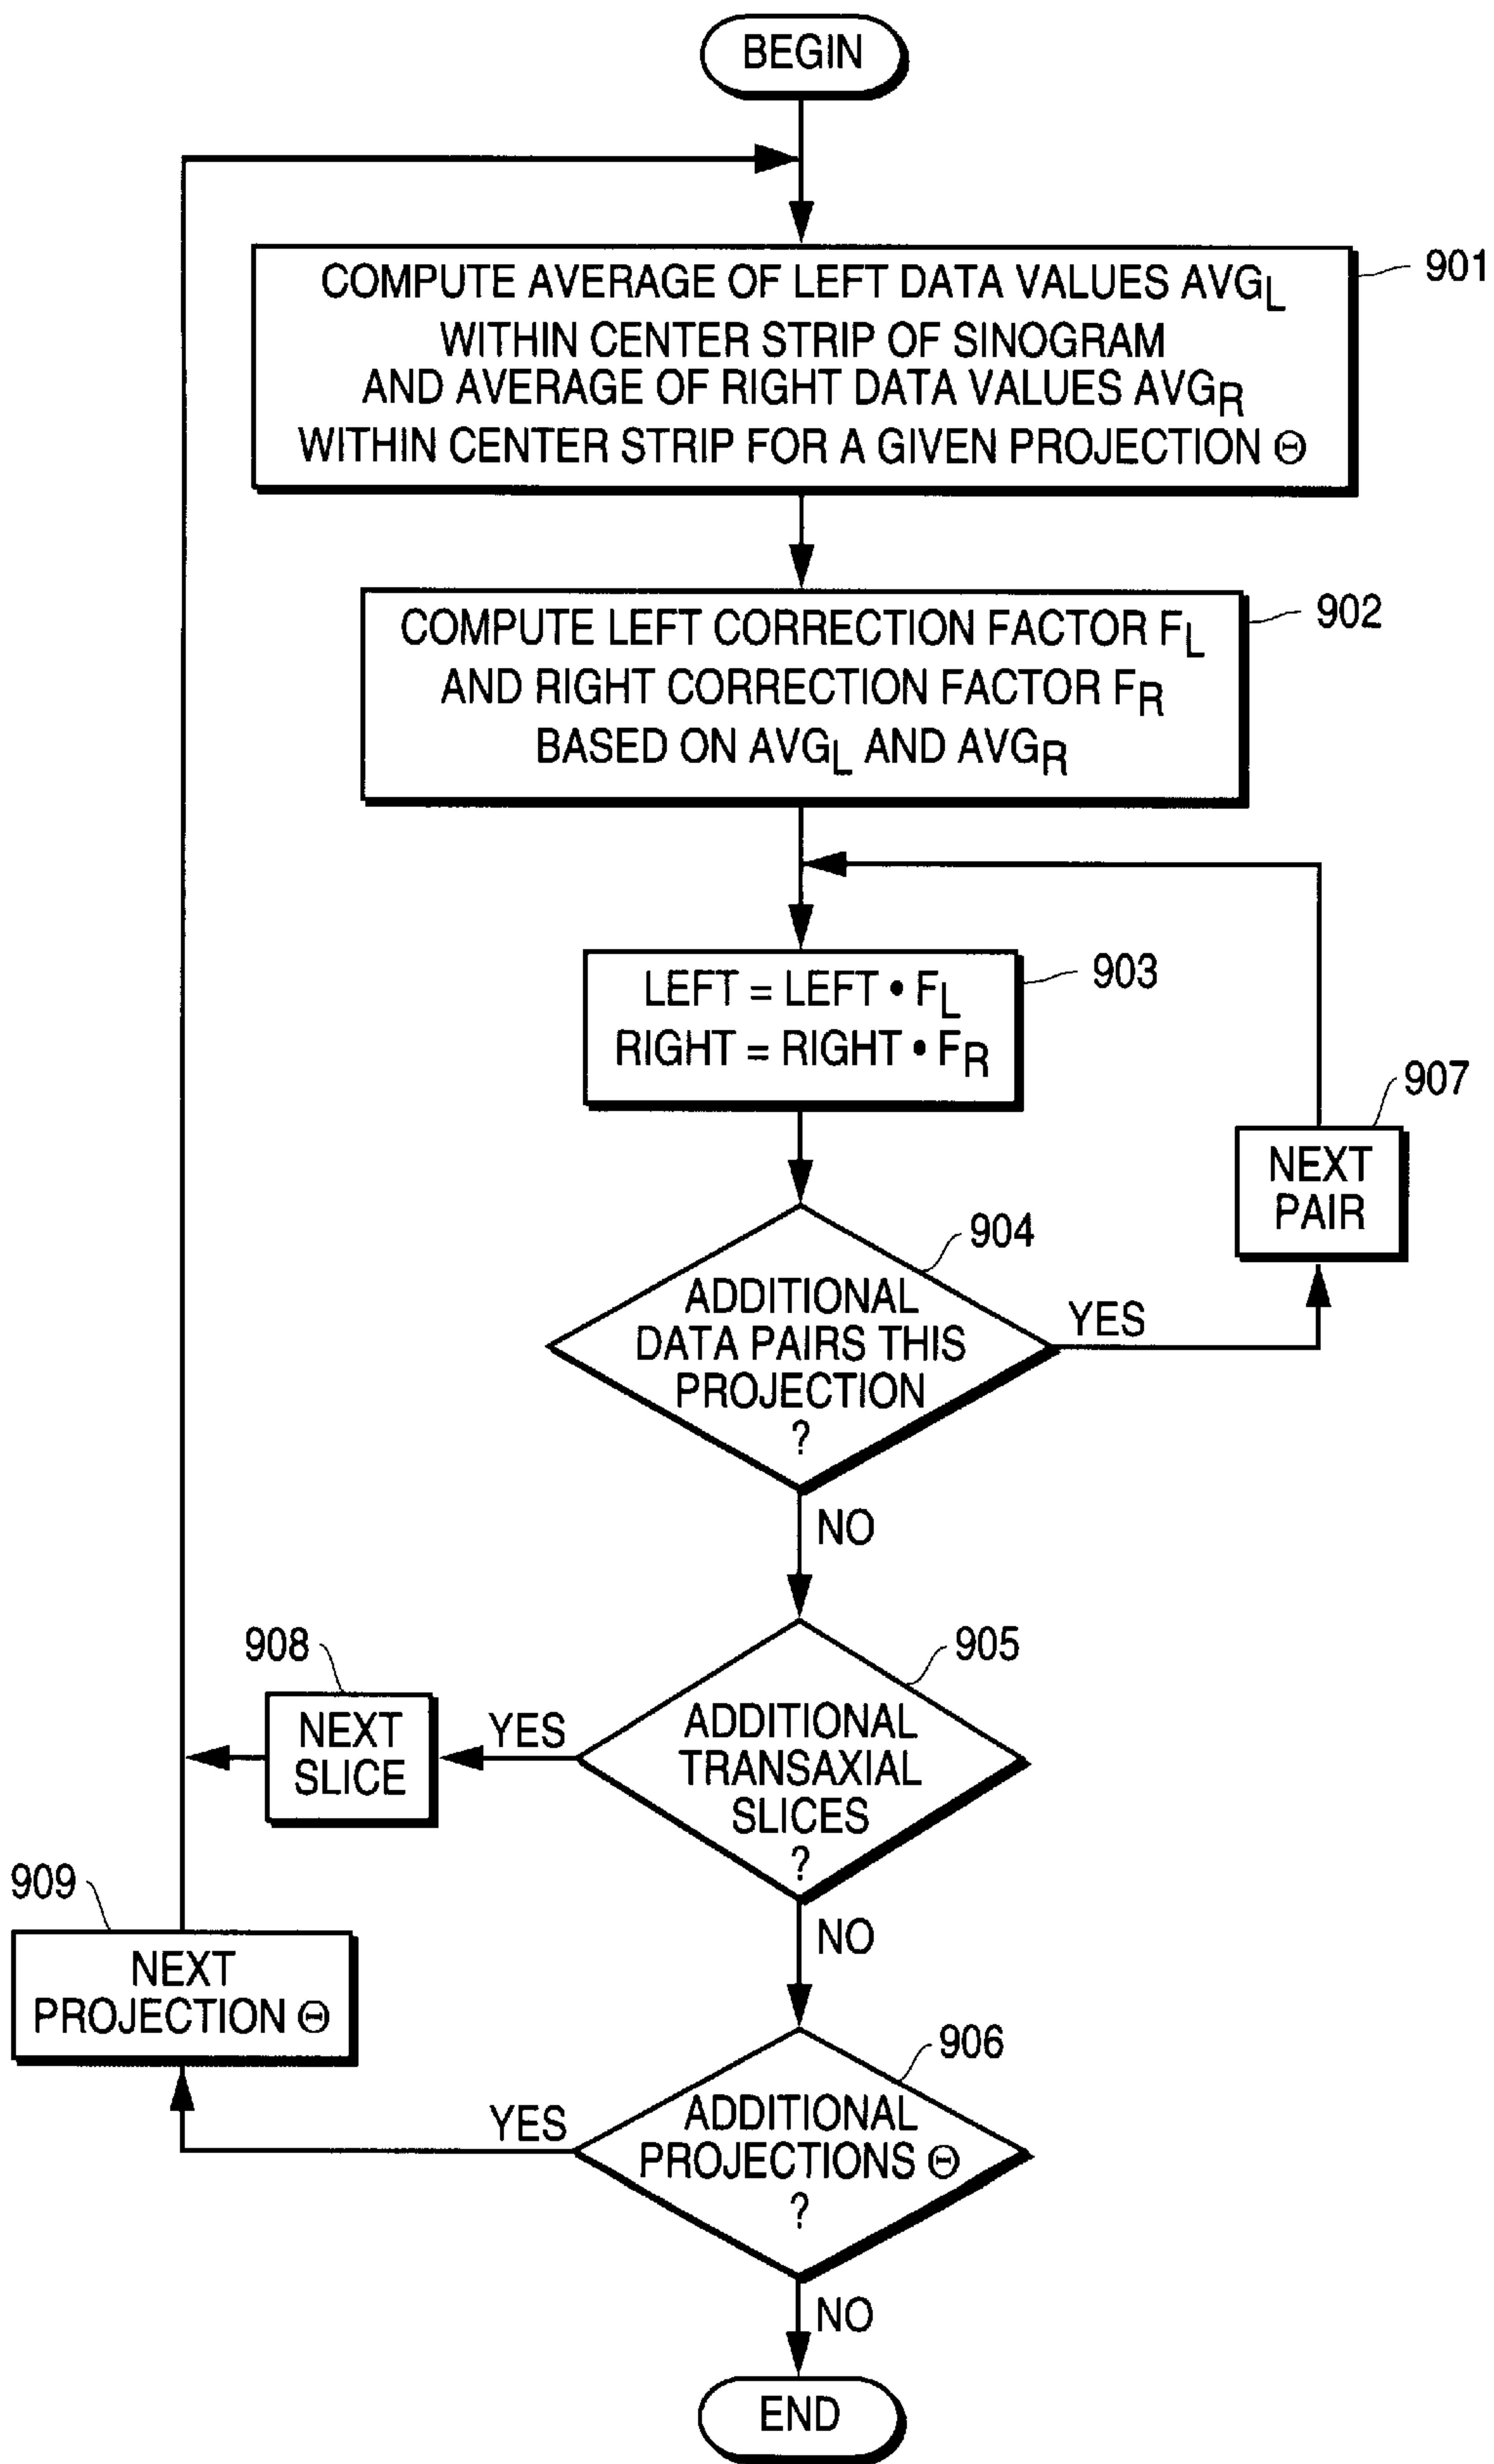 BEGIN
COMPUTE AVERAGE OF LEFT DATA VALUES AVGL
WITHIN CENTER STRIP OF SINOGRAM
AND AVERAGE OF RIGHT DATA VALUES AVGR
WITHIN CENTER STRIP FOR A GIVEN PROJECTION Θ
901
COMPUTE LEFT CORRECTION FACTOR FL
AND RIGHT CORRECTION FACTOR FR
BASED ON AVGL AND AVGR
902
LEFT = LEFT • FL
RIGHT = RIGHT • FR
903
907
NEXT
PAIR
904
ADDITIONAL
DATA PAIRS THIS
PROJECTION
?
YES
NO
908
NEXT
SLICE
YES
905
ADDITIONAL
TRANSAXIAL
SLICES
?
NO
909
NEXT
PROJECTION Θ
906
YES
ADDITIONAL
PROJECTIONS Θ
?
NO
END